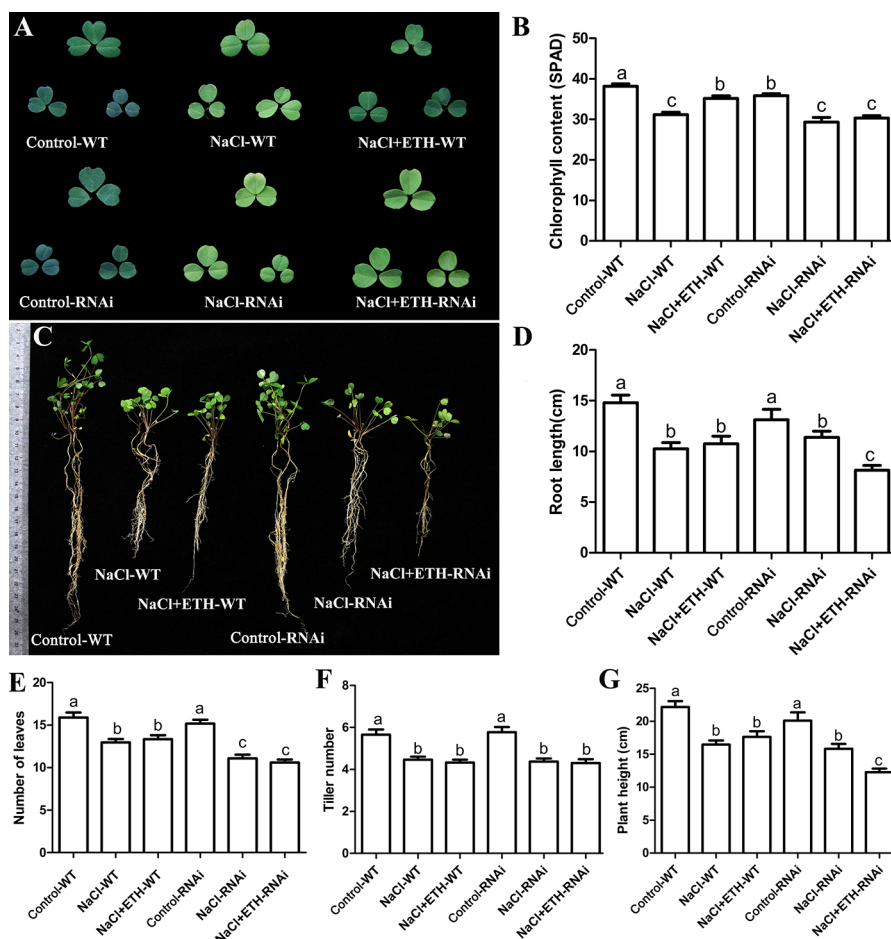 A
Control-WT
NaCl-WT
NaCl+ETH-WT
Control-RNAi
NaCl-RNAi
NaCl+ETH-RNAi
B
Chlorophyll content (SPAD)
50
40
30
20
10
0
a
c
b
b
c
c
Control-WT
NaCl-WT
NaCl+ETH-WT
Control-RNAi
NaCl-RNAi
NaCl+ETH-RNAi
C
NaCl-WT
NaCl+ETH-RNAi
NaCl+ETH-WT
NaCl-RNAi
Control-WT
Control-RNAi
D
Root length(cm)
20
15
10
5
0
a
b
b
a
b
c
Control-WT
NaCl-WT
NaCl+ETH-WT
Control-RNAi
NaCl-RNAi
NaCl+ETH-RNAi
E
Number of leaves
20
15
10
5
0
a
b
b
a
c
c
Control-WT
NaCl-WT
NaCl+ETH-WT
Control-RNAi
NaCl-RNAi
NaCl+ETH-RNAi
F
Tiller number
8
6
4
2
0
a
b
b
a
b
b
Control-WT
NaCl-WT
NaCl+ETH-WT
Control-RNAi
NaCl-RNAi
NaCl+ETH-RNAi
G
Plant height (cm)
25
20
15
10
5
0
a
b
b
a
b
c
Control-WT
NaCl-WT
NaCl+ETH-WT
Control-RNAi
NaCl-RNAi
NaCl+ETH-RNAi